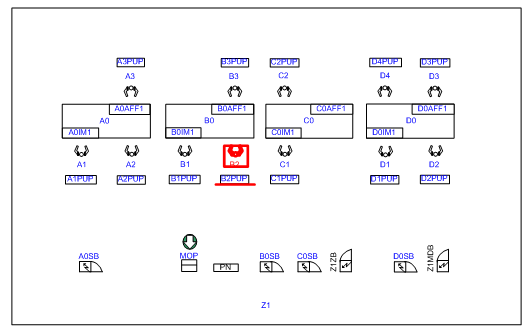 A3PUP B3PUP C2PUP D4PUP D3PUP
A3 B3 C2 D4 D3
A0AFF1 B0AFF1 C0AFF1 D0AFF1
A0 B0 C0 D0
A0IM1 B0IM1 C0IM1 D0IM1
A1 A2 B1 B2 C1 D1 D2
A1PUP A2PUP B1PUP B2PUP C1PUP D1PUP D2PUP
A0SB MOP B0SB C0SB Z1ZB D0SB Z1MDB
PN
Z1